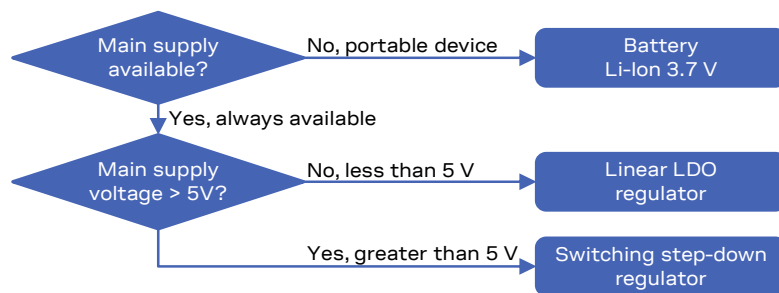 Main supply
available?
No, portable device
Battery
Li-Ion 3.7 V
Yes, always available
Main supply
voltage > 5V?
No, less than 5 V
Linear LDO
regulator
Yes, greater than 5 V
Switching step-down
regulator